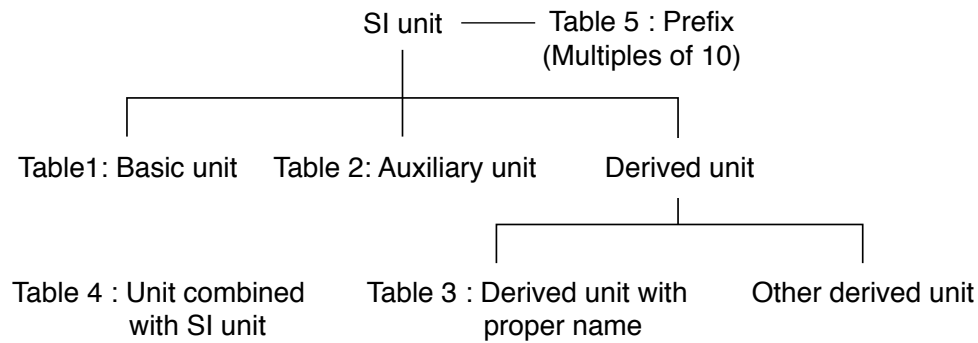 SI unit
Table 5 : Prefix
(Multiples of 10)
Table1: Basic unit
Table 2: Auxiliary unit
Derived unit
Table 4 : Unit combined
with SI unit
Table 3 : Derived unit with
proper name
Other derived unit